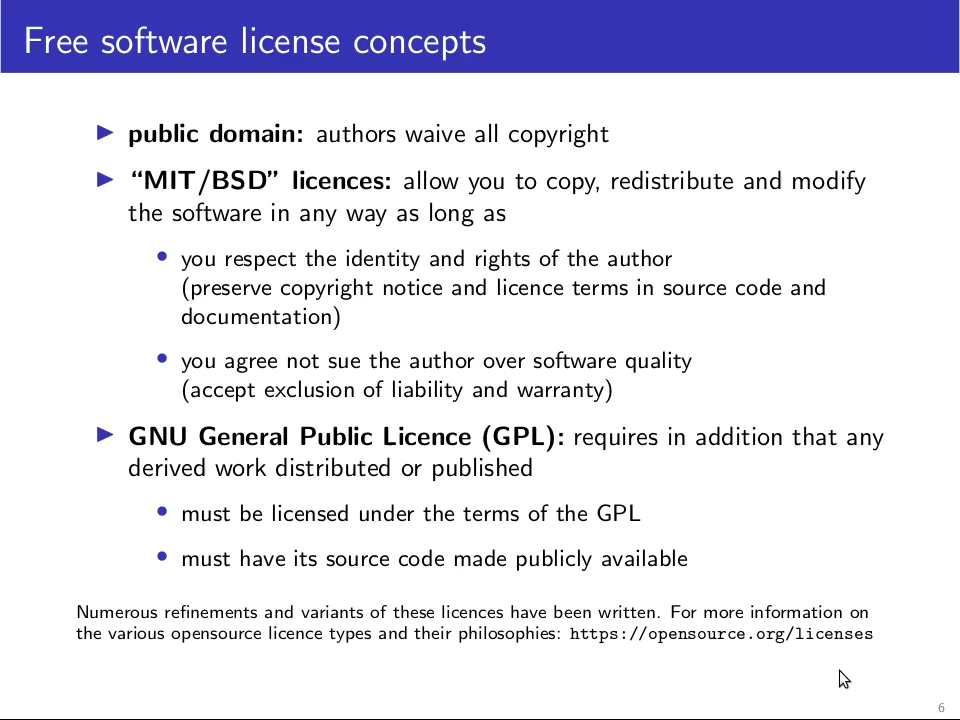 Free software license concepts
public domain: authors waive all copyright
“MIT/BSD” licences: allow you to copy, redistribute and modify
the software in any way as long as
you respect the identity and rights of the author
(preserve copyright notice and licence terms in source code and
documentation)
you agree not sue the author over software quality
(accept exclusion of liability and warranty)
GNU General Public Licence (GPL): requires in addition that any
derived work distributed or published
must be licensed under the terms of the GPL
must have its source code made publicly available
Numerous refinements and variants of these licences have been written. For more information on
the various opensource licence types and their philosophies: https://opensource.org/licenses
6